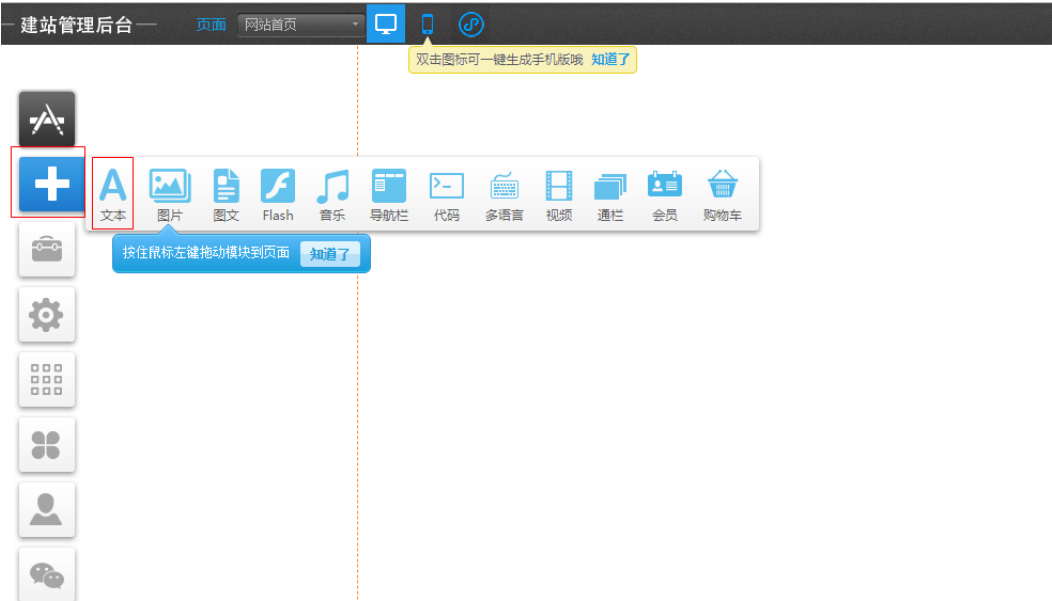 建站管理后台
页面 网站首页
双击图标可一键生成手机版哦 知道了
文本 图片 图文 Flash 音乐 导航栏 代码 多语言 视频 通栏 会员 购物车
按住鼠标左键拖动模块到页面 知道了